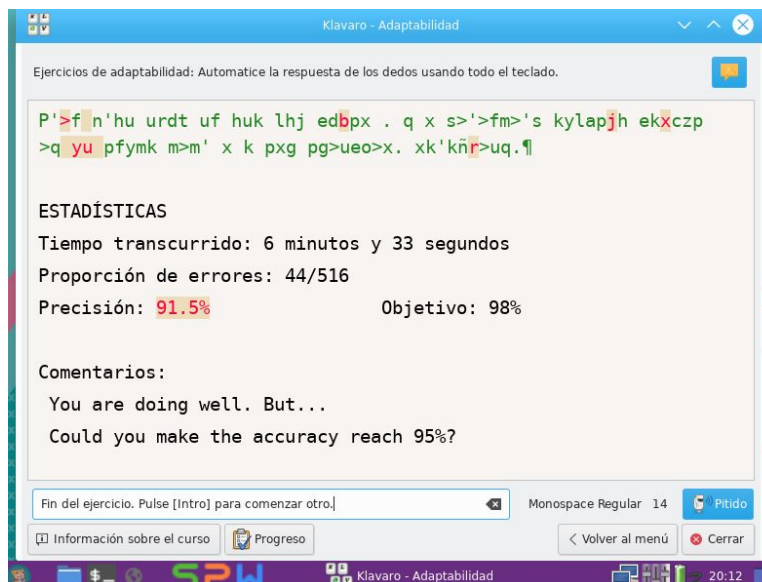 Klavaro - Adaptabilidad
Ejercicios de adaptabilidad: Automatice la respuesta de los dedos usando todo el teclado.
P'>f n'hu urdt uf huk lhj edbpx . q x s>'>fm>'s kylapjh ekxczp
>q yu pfymk m>m' x k pxg pg>ueo>x. xk'kñr>uq.¶
ESTADÍSTICAS
Tiempo transcurrido: 6 minutos y 33 segundos
Proporción de errores: 44/516
Precisión: 91.5% Objetivo: 98%
Comentarios:
You are doing well. But...
Could you make the accuracy reach 95%?
Fin del ejercicio. Pulse [Intro] para comenzar otro. Monospace Regular 14 Pitido
Información sobre el curso Progreso < Volver al menú Cerrar
Klavaro - Adaptabilidad 20:12